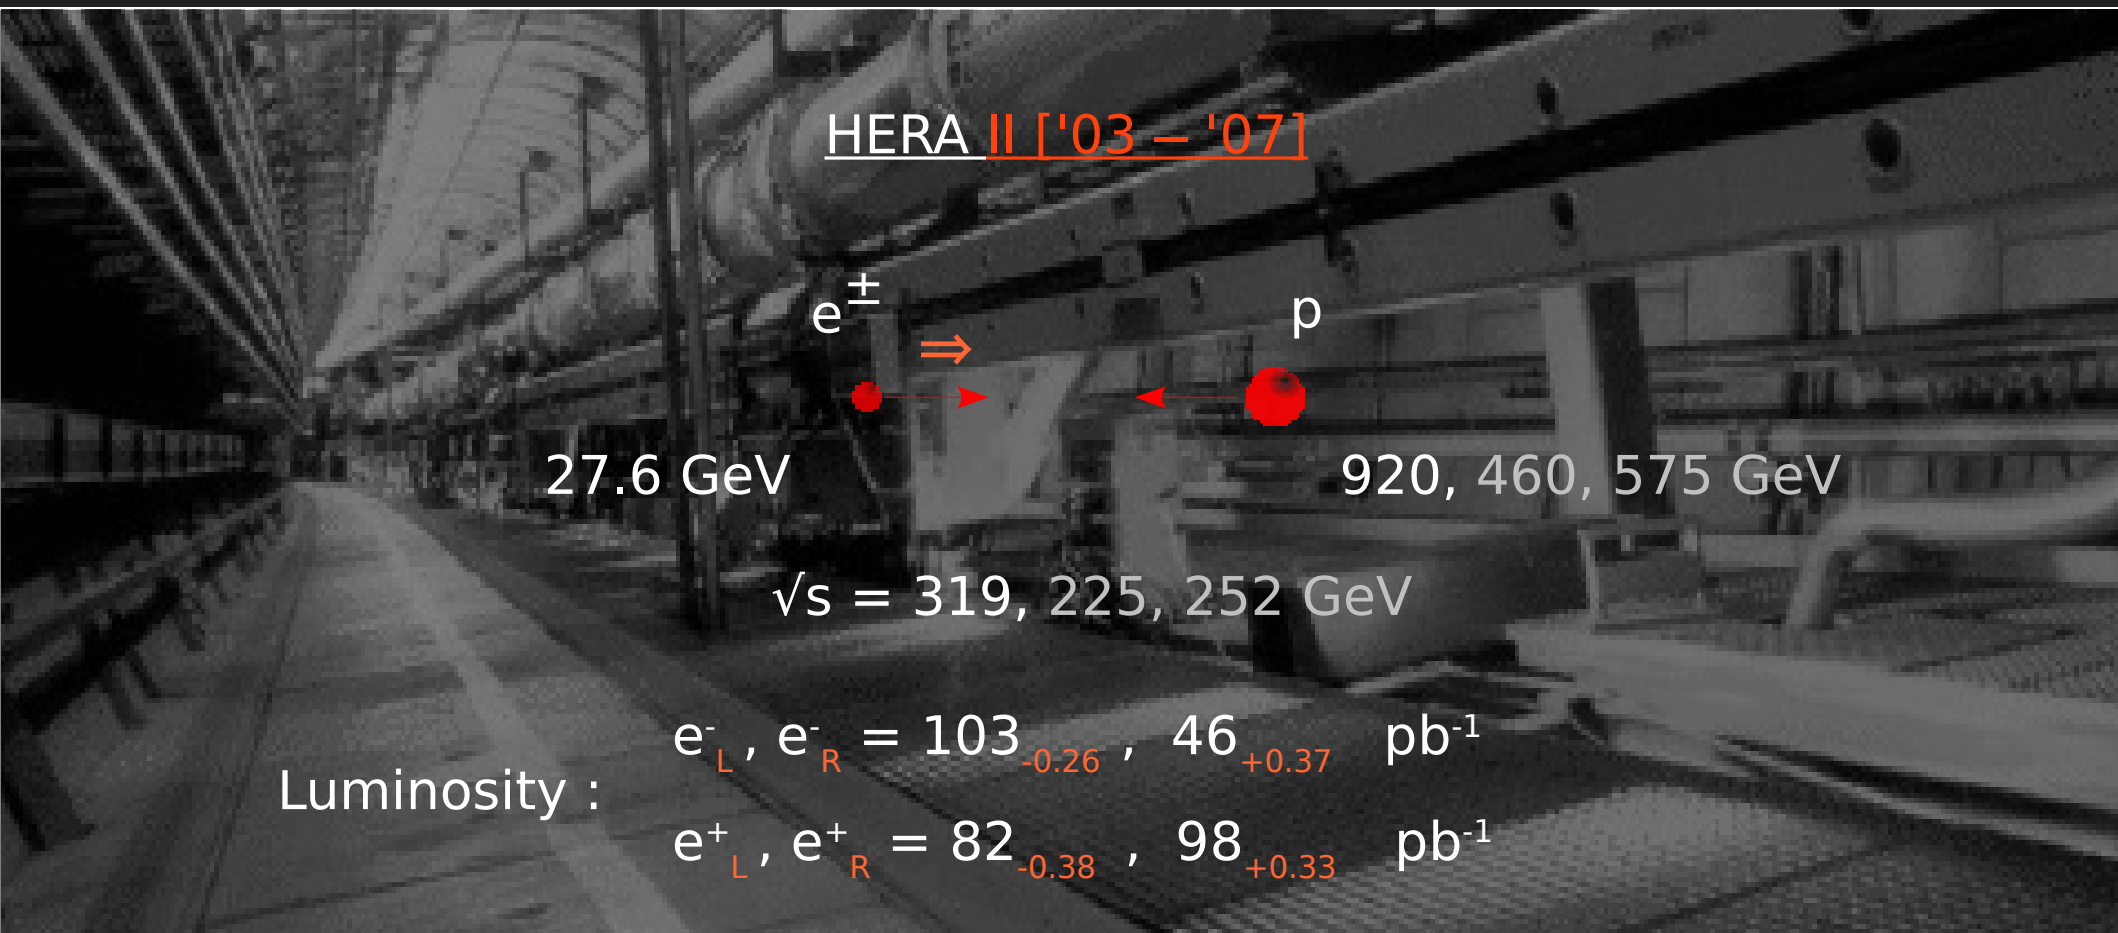 HERA II ['03 – '07]
e± p
⇒
27.6 GeV 920, 460, 575 GeV
√s = 319, 225, 252 GeV
e-L , e-R = 103-0.26 , 46+0.37 pb-1
Luminosity :
e+L , e+R = 82-0.38 , 98+0.33 pb-1